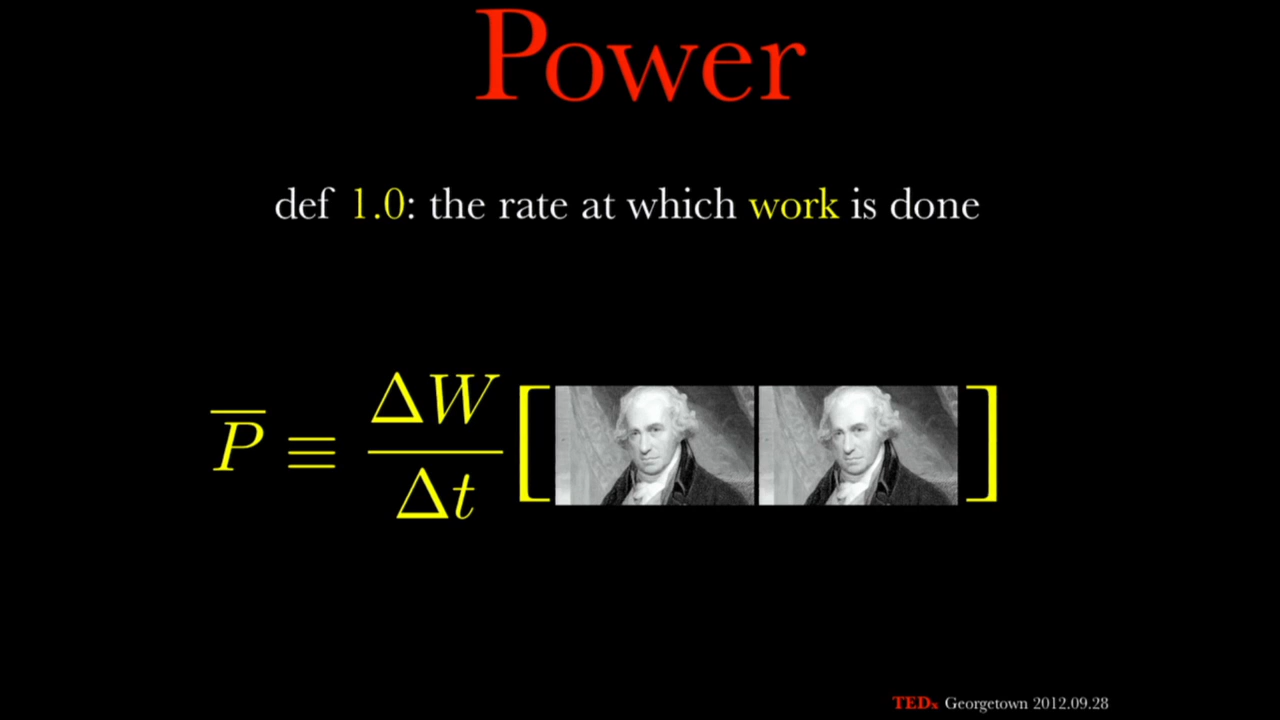 Power
def 1.0: the rate at which work is done
P̅ ≡ ΔW/Δt [ ]
TEDx Georgetown 2012.09.28